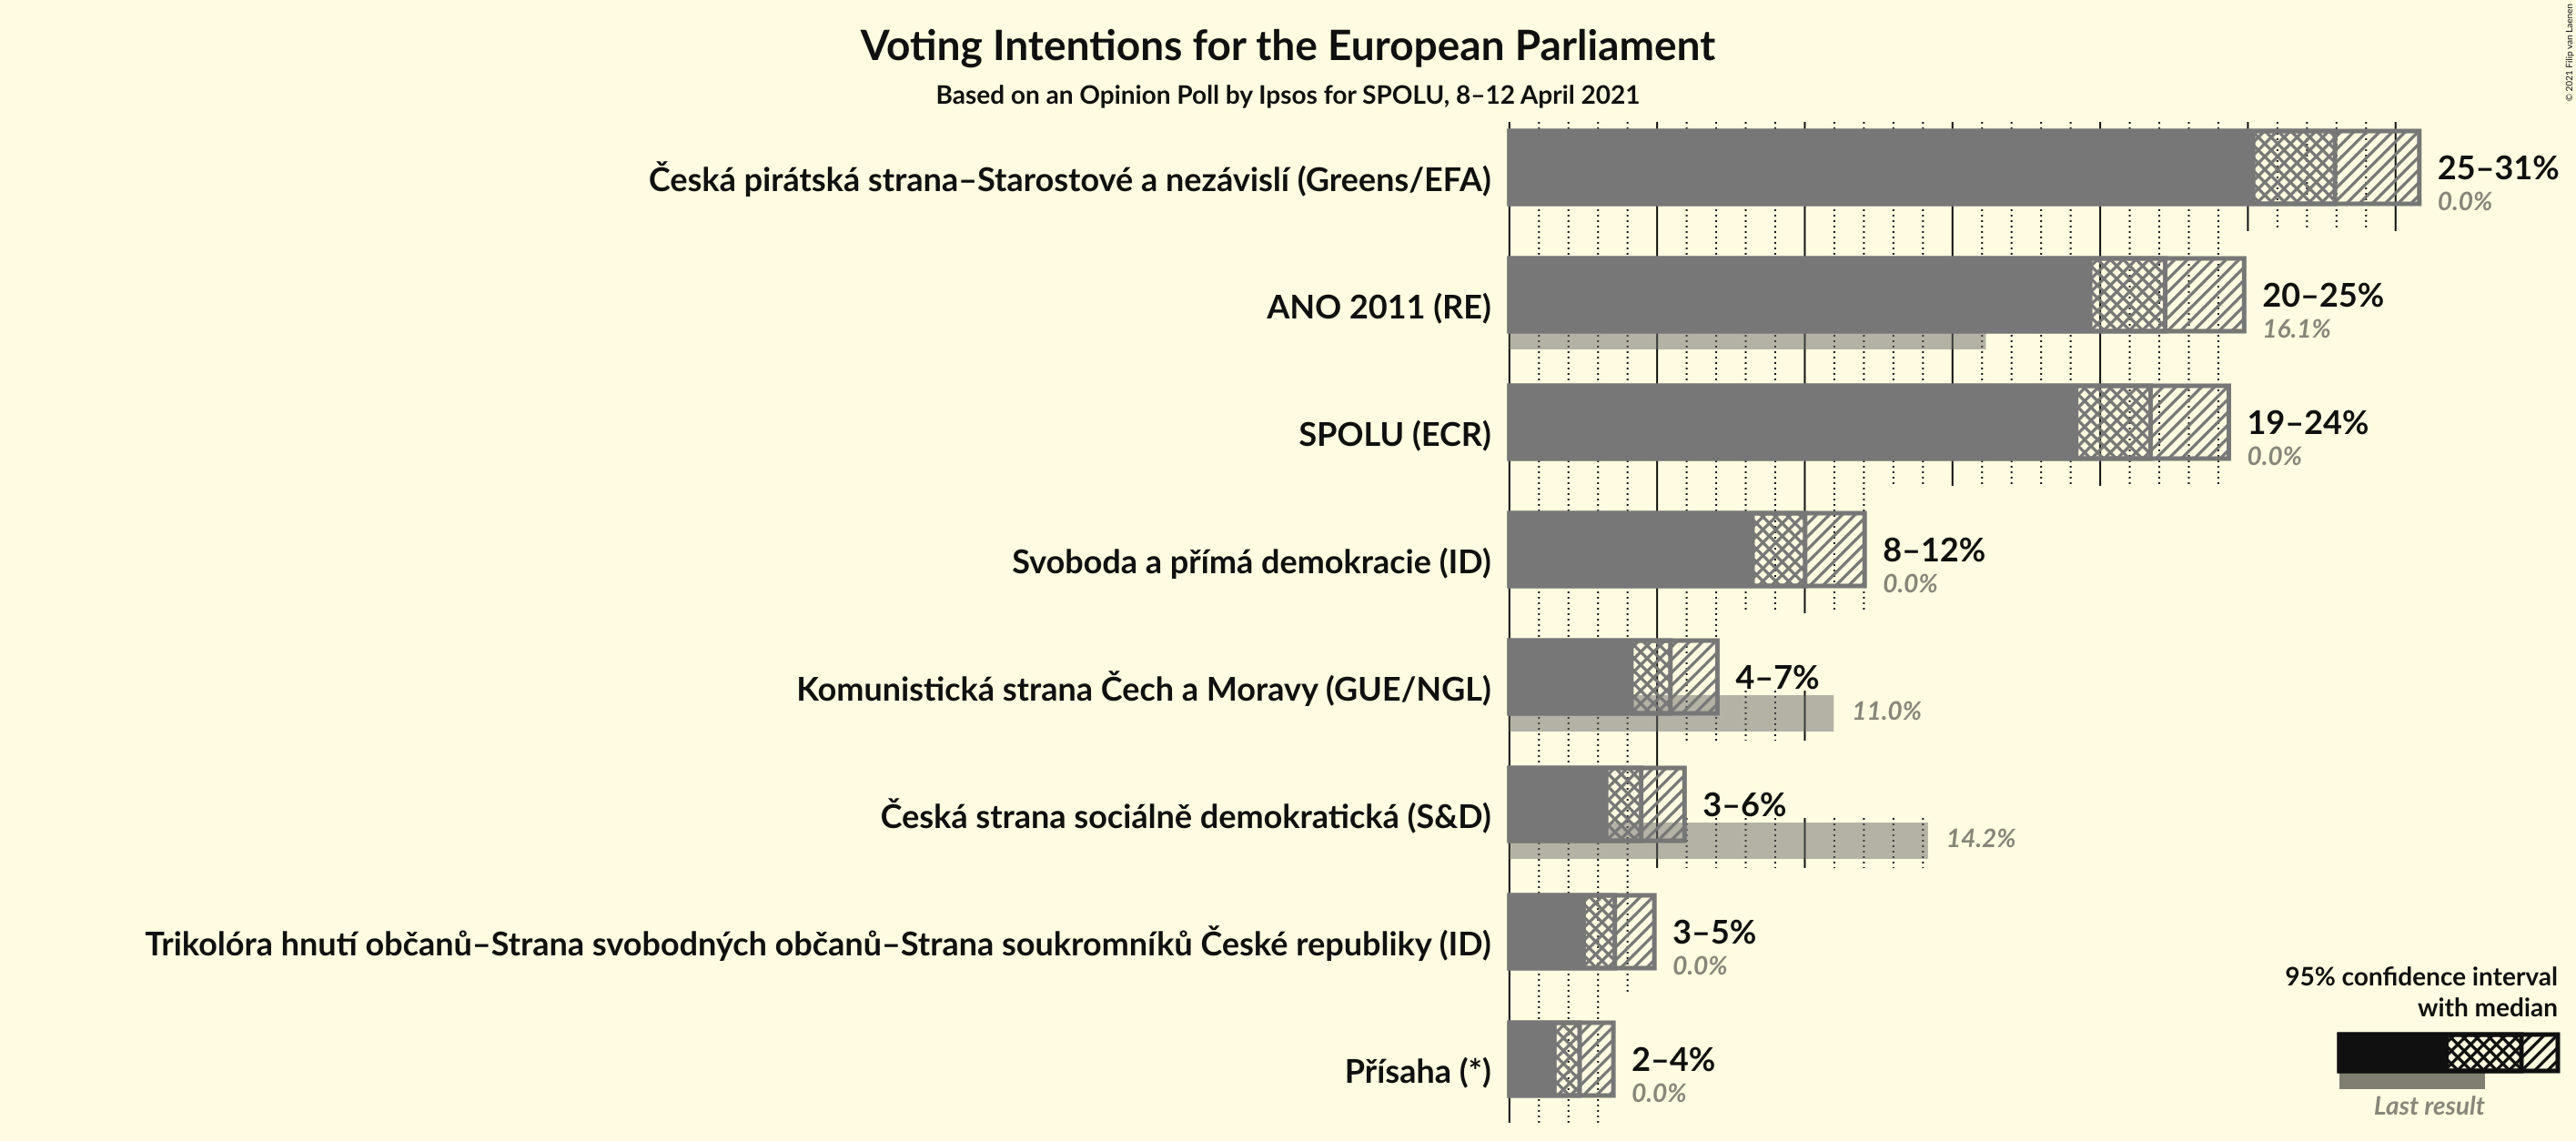 Voting Intentions for the European Parliament
Based on an Opinion Poll by Ipsos for SPOLU, 8–12 April 2021
© 2021 Filip van Laenen
Česká pirátská strana–Starostové a nezávislí (Greens/EFA)
25–31%
0.0%
ANO 2011 (RE)
20–25%
16.1%
SPOLU (ECR)
19–24%
0.0%
Svoboda a přímá demokracie (ID)
8–12%
0.0%
Komunistická strana Čech a Moravy (GUE/NGL)
4–7%
11.0%
Česká strana sociálně demokratická (S&D)
3–6%
14.2%
Trikolóra hnutí občanů–Strana svobodných občanů–Strana soukromníků České republiky (ID)
3–5%
0.0%
Přísaha (*)
2–4%
0.0%
95% confidence interval
with median
Last result